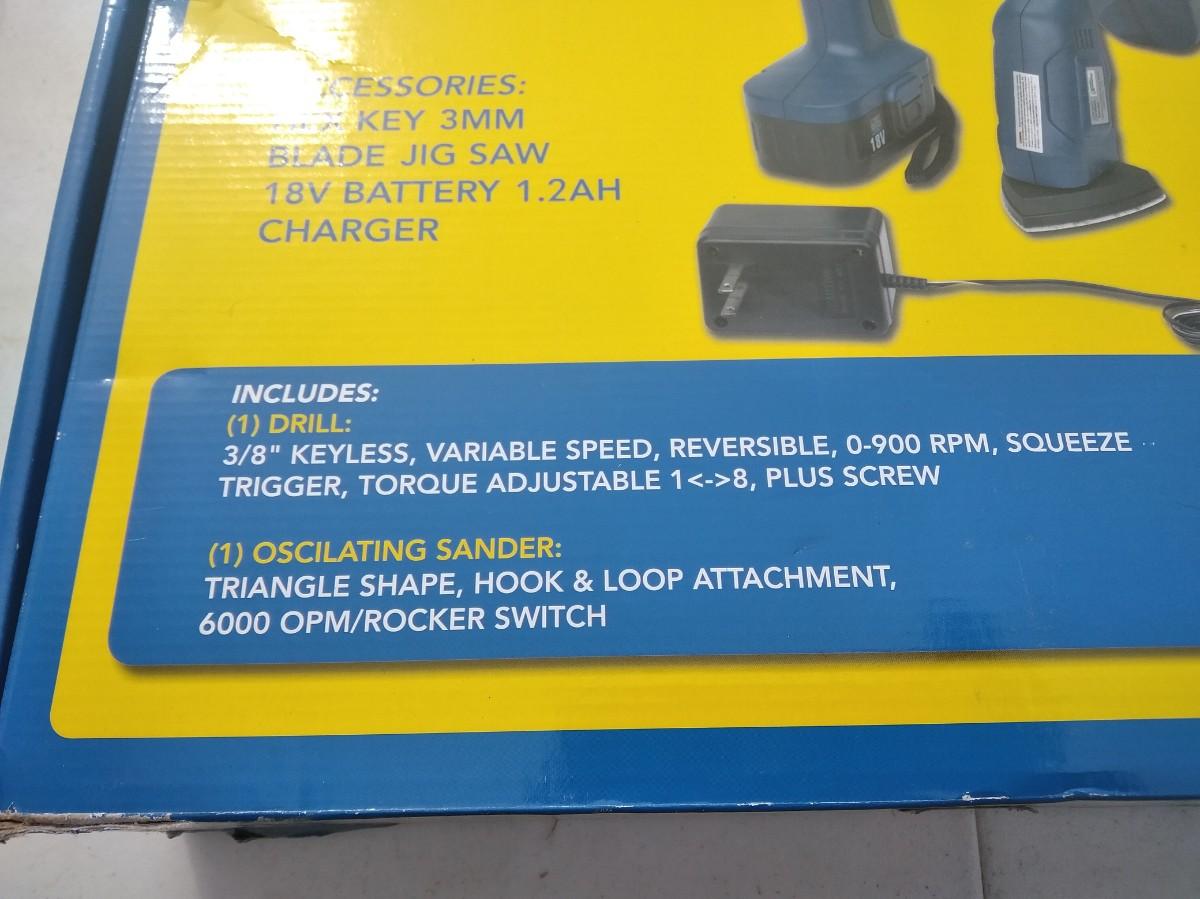 ACCESSORIES:
KEY 3MM
BLADE JIG SAW
18V BATTERY 1.2AH
CHARGER
18V
INCLUDES:
(1) DRILL:
3/8" KEYLESS, VARIABLE SPEED, REVERSIBLE, 0-900 RPM, SQUEEZE
TRIGGER, TORQUE ADJUSTABLE 1<->8, PLUS SCREW
(1) OSCILATING SANDER:
TRIANGLE SHAPE, HOOK & LOOP ATTACHMENT,
6000 OPM/ROCKER SWITCH